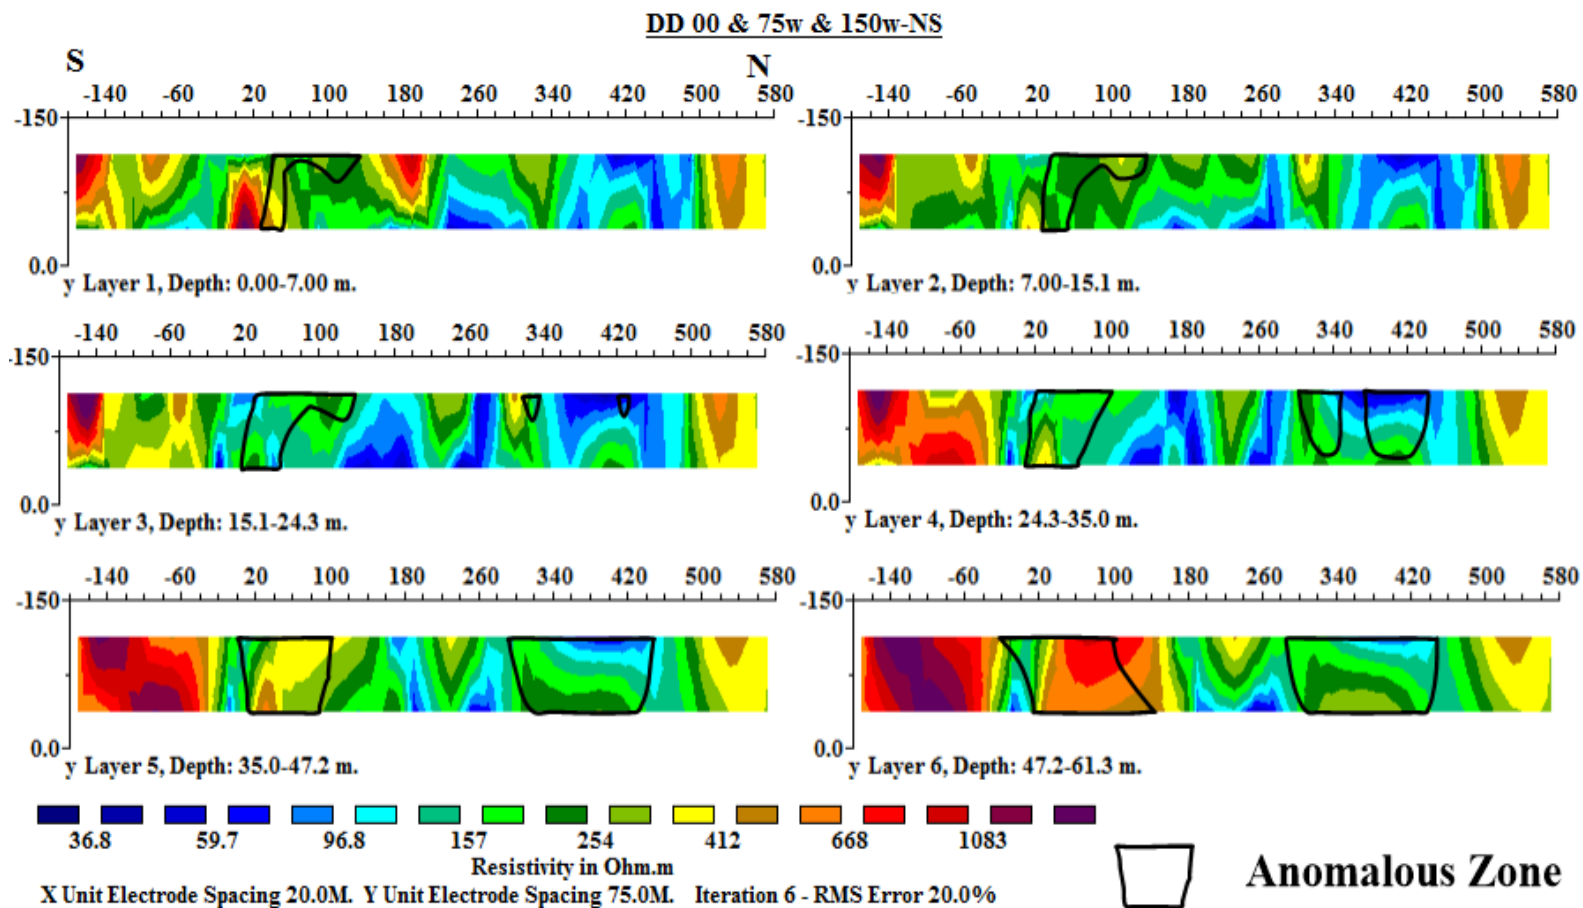 DD 00 & 75w & 150w-NS
S N
-140 -60 20 100 180 260 340 420 500 580
-150
0.0
y Layer 1, Depth: 0.00-7.00 m.
-140 -60 20 100 180 260 340 420 500 580
-150
0.0
y Layer 2, Depth: 7.00-15.1 m.
-140 -60 20 100 180 260 340 420 500 580
-150
0.0
y Layer 3, Depth: 15.1-24.3 m.
-140 -60 20 100 180 260 340 420 500 580
-150
0.0
y Layer 4, Depth: 24.3-35.0 m.
-140 -60 20 100 180 260 340 420 500 580
-150
0.0
y Layer 5, Depth: 35.0-47.2 m.
-140 -60 20 100 180 260 340 420 500 580
-150
0.0
y Layer 6, Depth: 47.2-61.3 m.
36.8 59.7 96.8 157 254 412 668 1083
Resistivity in Ohm.m
X Unit Electrode Spacing 20.0M. Y Unit Electrode Spacing 75.0M. Iteration 6 - RMS Error 20.0%
Anomalous Zone